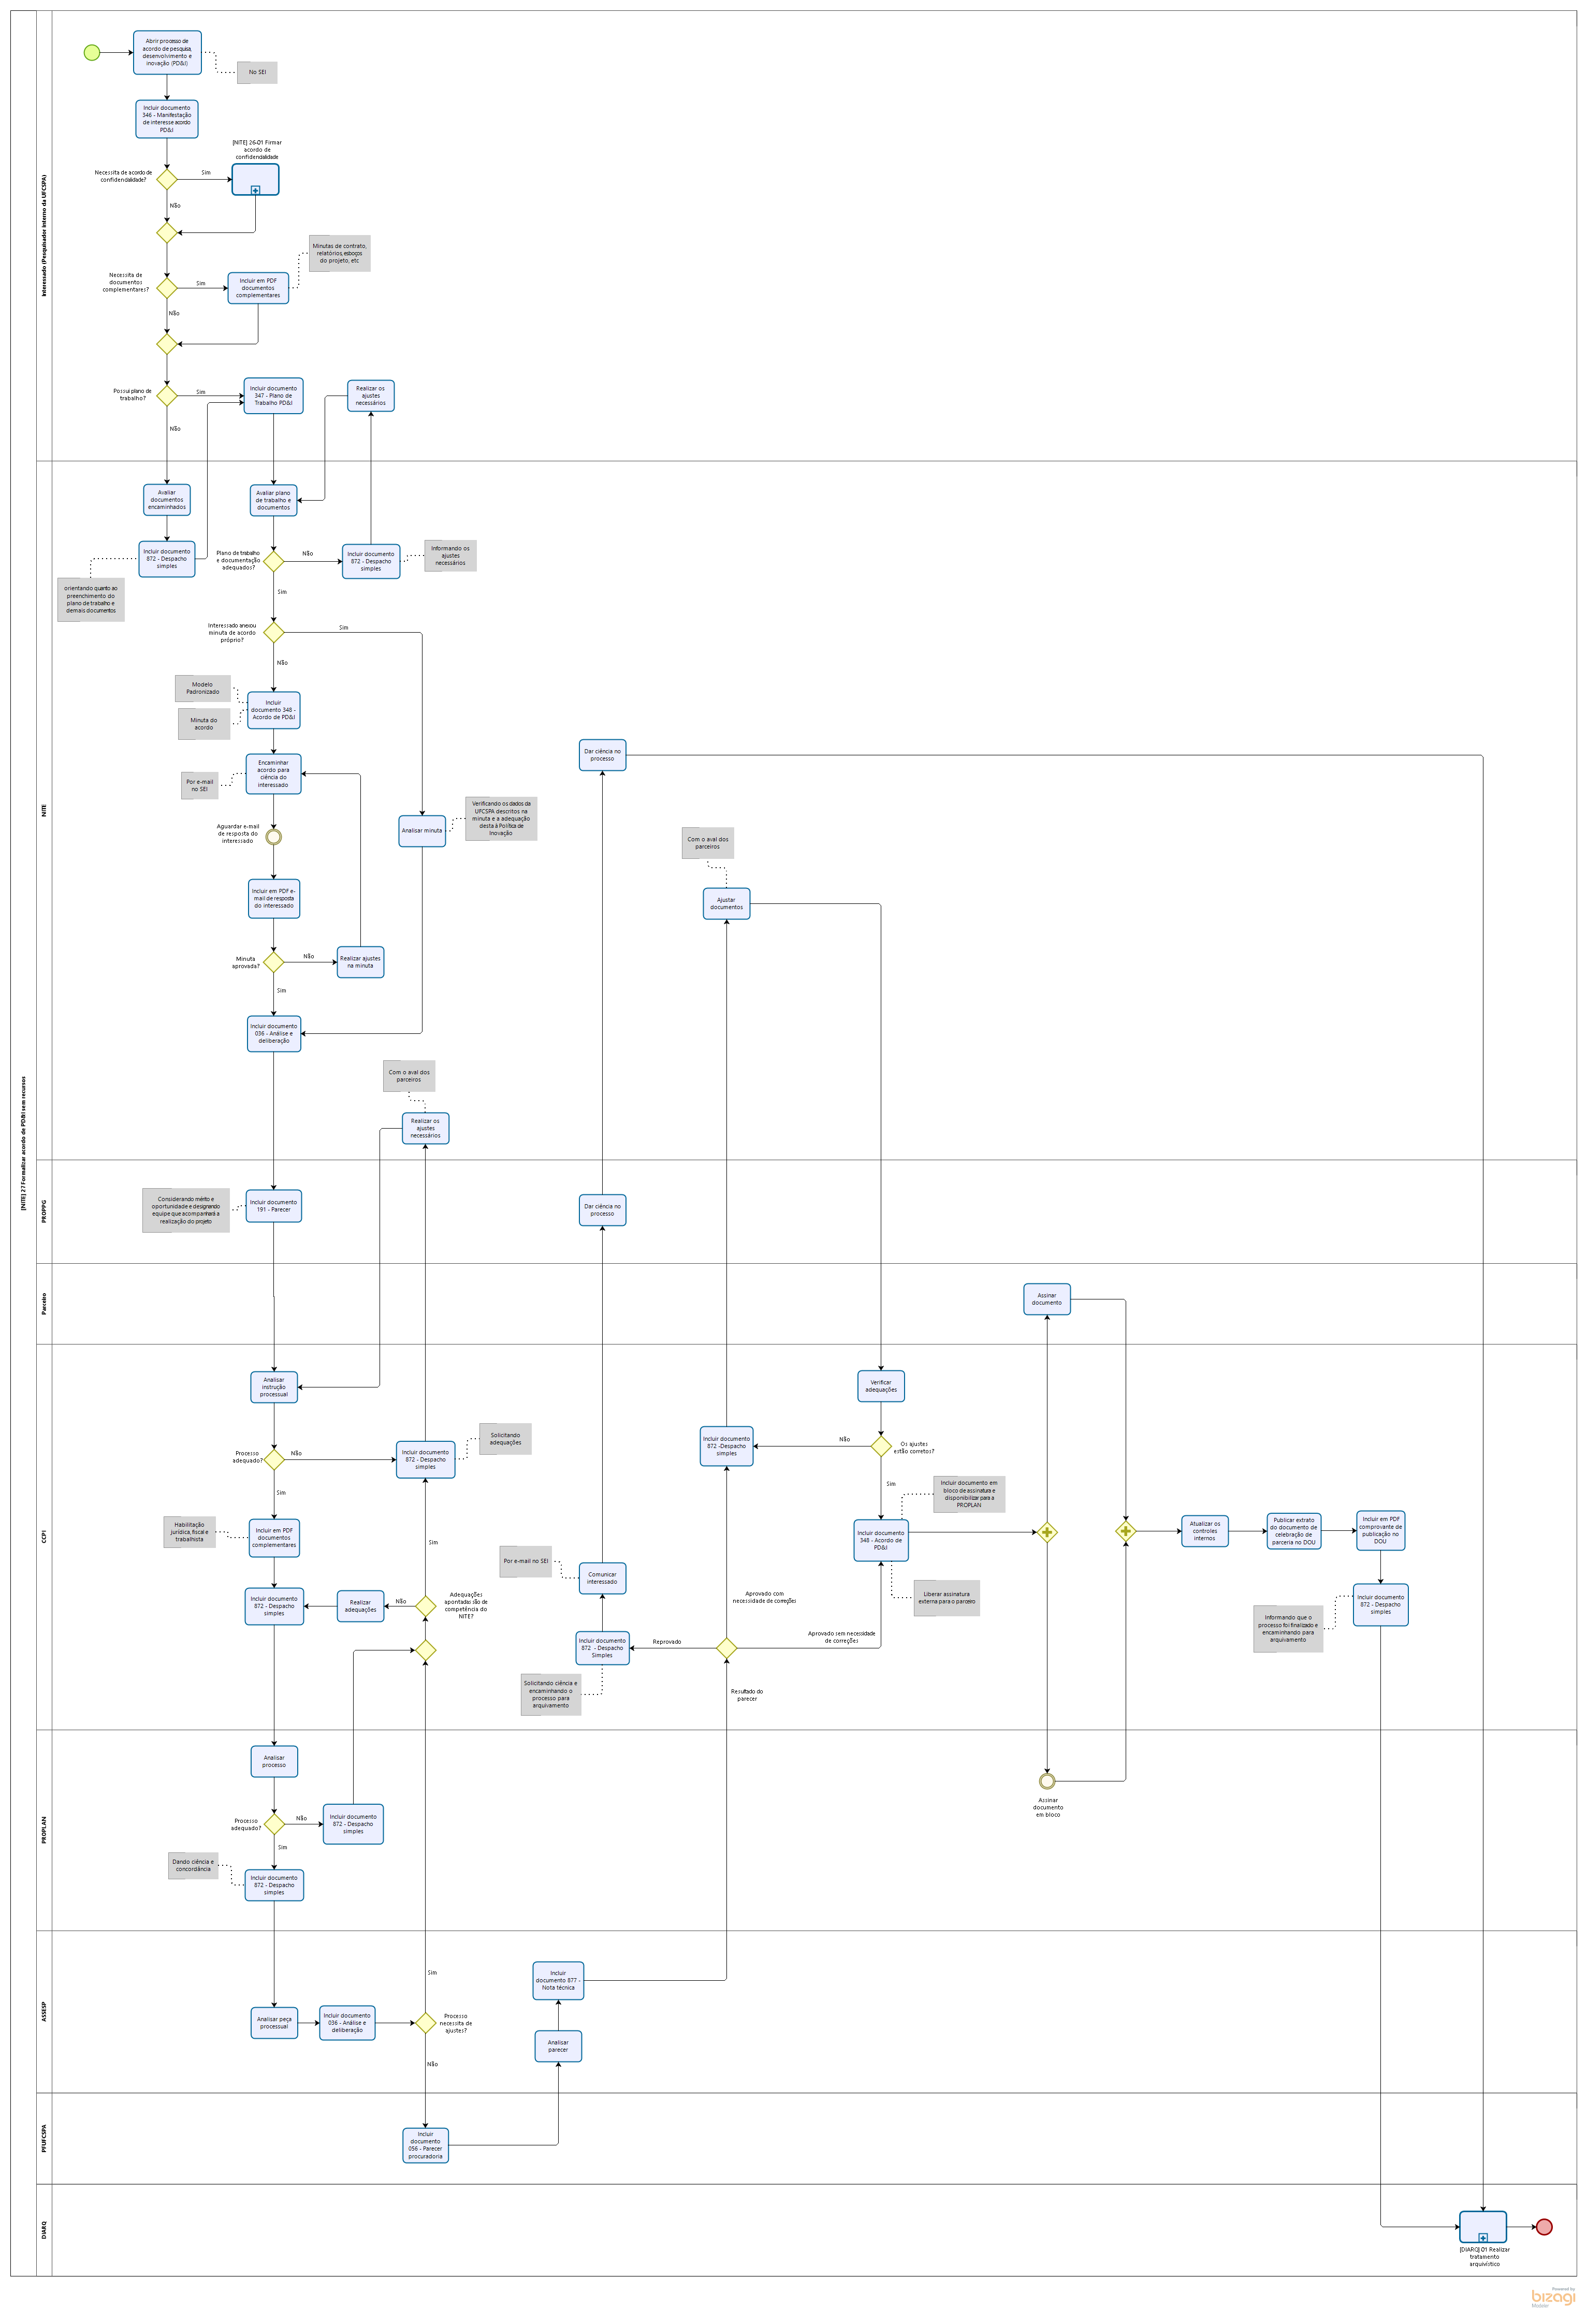 [NITE] 27 Formalizar acordo de PD&I sem recursos
Interessado (Pesquisador Interno da UFCSPA)
Abrir processo de
acordo de pesquisa,
desenvolvimento e
inovação (PD&I)
No SEI
Incluir documento
346 - Manifestação
de interesse acordo
PD&I
[NITE] 26-01 Firmar
acordo de
confidendalidade
Necessita de acordo de
confidendalidade?
Sim
Não
Minutas de contrato,
relatórios, esboços
do projeto, etc
Necessita de
documentos
complementares?
Sim
Incluir em PDF
documentos
complementares
Não
Possui plano de
trabalho?
Sim
Incluir documento
347 - Plano de
Trabalho PD&I
Realizar os
ajustes
necessários
Não
NITE
Avaliar
documentos
encaminhados
Avaliar plano
de trabalho e
documentos
Incluir documento
872 - Despacho
simples
Plano de trabalho
e documentação
adequados?
Não
Incluir documento
872 - Despacho
simples
Informando os
ajustes
necessários
orientando quanto ao
preenchimento do
plano de trabalho e
demais documentos
Sim
Interessado anexou
minuta de acordo
próprio?
Sim
Não
Modelo
Padronizado
Minuta do
acordo
Incluir
documento 348 -
Acordo de PD&I
Encaminhar
acordo para
ciência do
interessado
Por e-mail
no SEI
Dar ciência no
processo
Aguardar e-mail
de resposta do
interessado
Analisar minuta
Verificando os dados da
UFCSPA descritos na
minuta e a adequação
desta à Política de
Inovação
Com o aval dos
parceiros
Incluir em PDF e-
mail de resposta
do interessado
Ajustar
documentos
Minuta
aprovada?
Não
Realizar ajustes
na minuta
Sim
Incluir documento
036 - Análise e
deliberação
Com o aval dos
parceiros
Realizar os
ajustes
necessários
PROPPG
Considerando mérito e
oportunidade e designando
equipe que acompanhará a
realização do projeto
Incluir documento
191 - Parecer
Dar ciência no
processo
Parceiro
Assinar
documento
CCPI
Analisar
instrução
processual
Verificar
adequações
Processo
adequado?
Não
Incluir documento
872 - Despacho
simples
Solicitando
adequações
Incluir documento
872 -Despacho
simples
Não
Os ajustes
estão corretos?
Sim
Sim
Incluir documento em
bloco de assinatura e
disponibilizar para a
PROPLAN
Habilitação
jurídica, fiscal e
trabalhista
Incluir em PDF
documentos
complementares
Sim
Incluir documento
348 - Acordo de
PD&I
Atualizar os
controles
internos
Publicar extrato
do documento de
celebração de
parceria no DOU
Incluir em PDF
comprovante de
publicação no
DOU
Por e-mail no SEI
Comunicar
interessado
Liberar assinatura
externa para o parceiro
Incluir documento
872 - Despacho
simples
Realizar
adequações
Não
Adequações
apontadas são de
competência do
NITE?
Aprovado com
necessidade de correções
Incluir documento
872 - Despacho
simples
Informando que o
processo foi finalizado e
encaminhando para
arquivamento
Incluir documento
872 - Despacho
Simples
Reprovado
Aprovado sem necessidade
de correções
Solicitando ciência e
encaminhando o
processo para
arquivamento
Resultado do
parecer
PROPLAN
Analisar
processo
Assinar
documento
em bloco
Processo
adequado?
Não
Incluir documento
872 - Despacho
simples
Sim
Dando ciência e
concordância
Incluir documento
872 - Despacho
simples
ASSESP
Sim
Incluir
documento 877 -
Nota técnica
Analisar peça
processual
Incluir documento
036 - Análise e
deliberação
Processo
necessita de
ajustes?
Analisar
parecer
Não
PFUFCSPA
Incluir
documento
056 - Parecer
procuradoria
DIARQ
[DIARQ] 01 Realizar
tratamento
arquivístico
Powered by
bizagi
Modeler